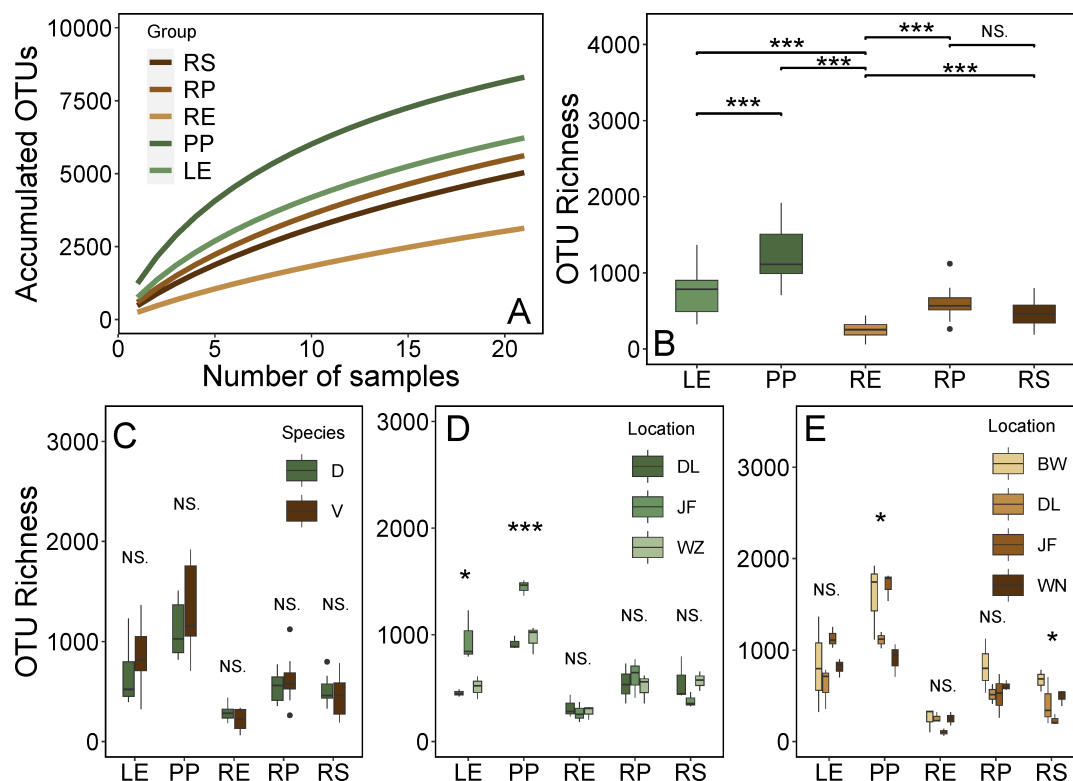 10000
7500
5000
2500
0
Accumulated OTUs
Group
RS
RP
RE
PP
LE
A
0
5
10
15
20
Number of samples
4000
3000
2000
1000
0
OTU Richness
***
***
***
***
***
NS.
B
LE
PP
RE
RP
RS
C
3000
2000
1000
0
OTU Richness
Species
D
V
NS.
NS.
NS.
NS.
NS.
LE
PP
RE
RP
RS
D
3000
2000
1000
0
Location
DL
JF
WZ
*
***
NS.
NS.
NS.
LE
PP
RE
RP
RS
E
3000
2000
1000
0
Location
BW
DL
JF
WN
NS.
*
NS.
NS.
*
LE
PP
RE
RP
RS